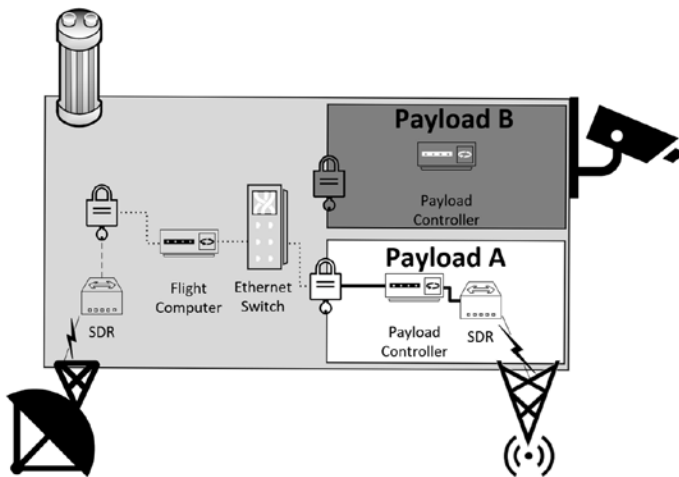 Payload B
Payload
Controller
Payload A
Flight
Computer
Ethernet
Switch
SDR
Payload
Controller
SDR